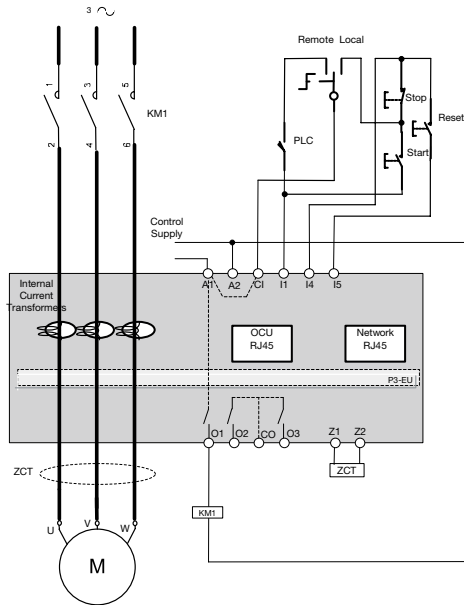 3
Remote Local
1
3
5
KM1
Stop
Reset
PLC
Start
2
4
6
Control
Supply
A1
A2
CI
I1
I4
I5
Internal
Current
Transformers
OCU
RJ45
Network
RJ45
P3-EU
O1
O2
CO
O3
Z1
Z2
ZCT
ZCT
KM1
U
V
W
M